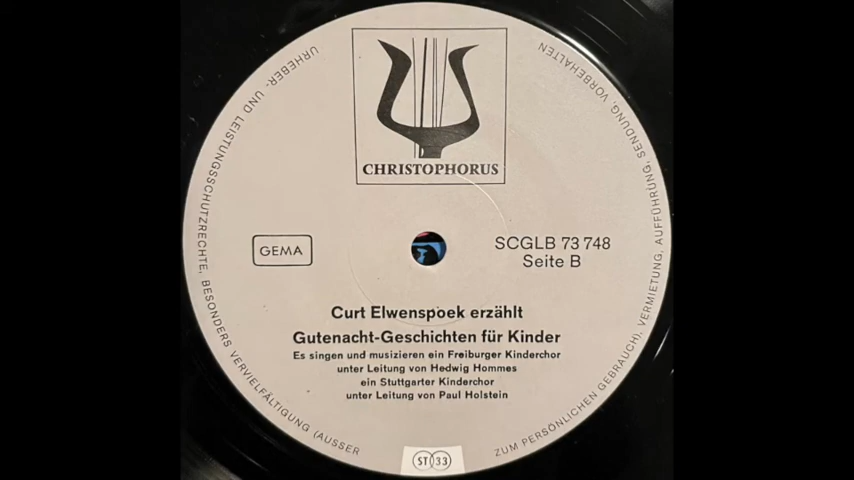 CHRISTOPHORUS
GEMA
SCGLB 73 748
Seite B
Curt Elwenspoek erzählt
Gutenacht-Geschichten für Kinder
Es singen und musizieren ein Freiburger Kinderchor
unter Leitung von Hedwig Hommes
ein Stuttgarter Kinderchor
unter Leitung von Paul Holstein
ST 33
URHEBER- UND LEISTUNGSSCHUTZRECHTE, BESONDERS VERVIELFÄLTIGUNG (AUSSER ZUM PERSÖNLICHEN GEBRAUCH), VERMIETUNG, AUFFÜHRUNG, SENDUNG, VORBEHALTEN